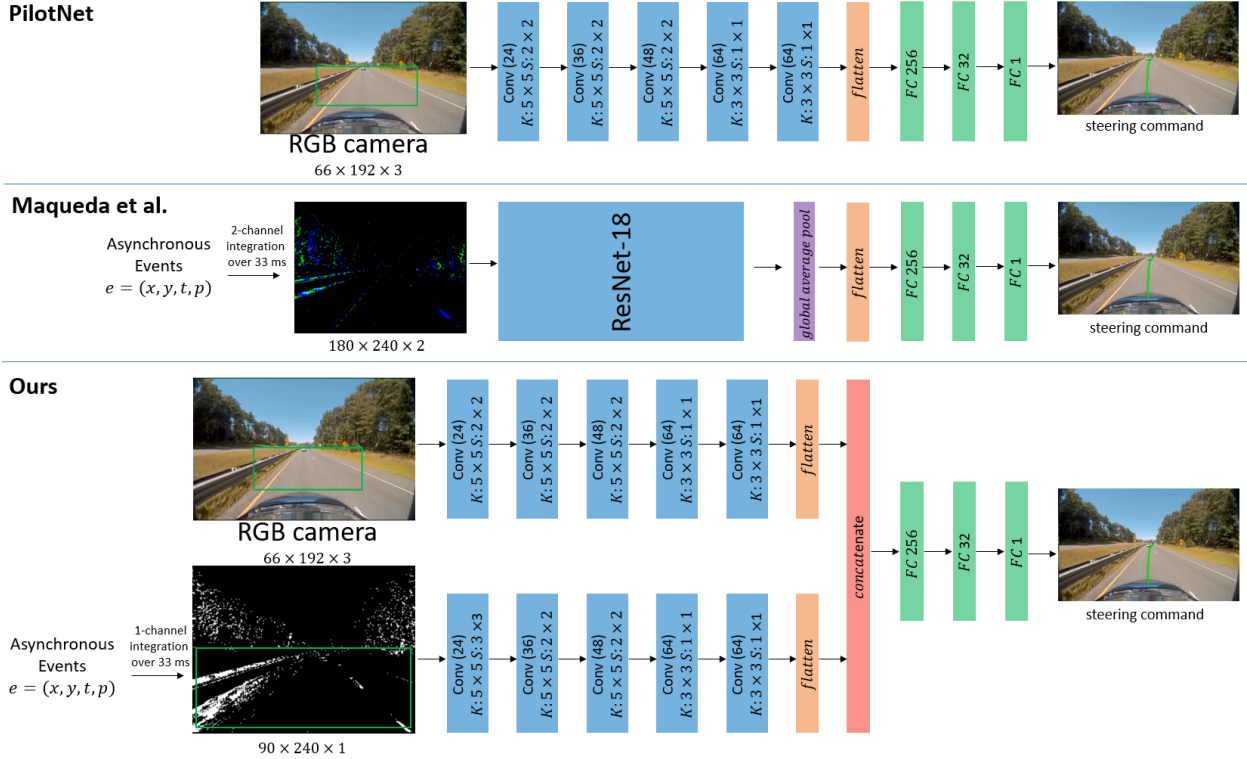 PilotNet
RGB camera
66 × 192 × 3
Conv (24)
K: 5 × 5 S: 2 × 2
Conv (36)
K: 5 × 5 S: 2 × 2
Conv (48)
K: 5 × 5 S: 2 × 2
Conv (64)
K: 3 × 3 S: 1 × 1
Conv (64)
K: 3 × 3 S: 1 ×1
flatten
FC 256
FC 32
FC 1
steering command
Maqueda et al.
Asynchronous
Events
e = (x, y, t, p)
2-channel
integration
over 33 ms
180 × 240 × 2
ResNet-18
global average pool
flatten
FC 256
FC 32
FC 1
steering command
Ours
RGB camera
66 × 192 × 3
Conv (24)
K: 5 × 5 S: 2 × 2
Conv (36)
K: 5 × 5 S: 2 × 2
Conv (48)
K: 5 × 5 S: 2 × 2
Conv (64)
K: 3 × 3 S: 1 × 1
Conv (64)
K: 3 × 3 S: 1 ×1
flatten
Asynchronous
Events
e = (x, y, t, p)
1-channel
integration
over 33 ms
90 × 240 × 1
Conv (24)
K: 5 × 5 S: 3 ×3
Conv (36)
K: 5 × 5 S: 2 × 2
Conv (48)
K: 5 × 5 S: 2 × 2
Conv (64)
K: 3 × 3 S: 1 × 1
Conv (64)
K: 3 × 3 S: 1 ×1
flatten
concatenate
FC 256
FC 32
FC 1
steering command